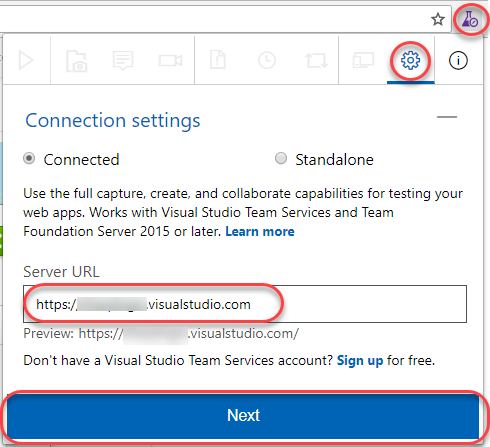 Connection settings
Connected
Standalone
Use the full capture, create, and collaborate capabilities for testing your
web apps. Works with Visual Studio Team Services and Team
Foundation Server 2015 or later. Learn more
Server URL
https:/ .visualstudio.com
Preview: https:/ .visualstudio.com/
Don't have a Visual Studio Team Services account? Sign up for free.
Next